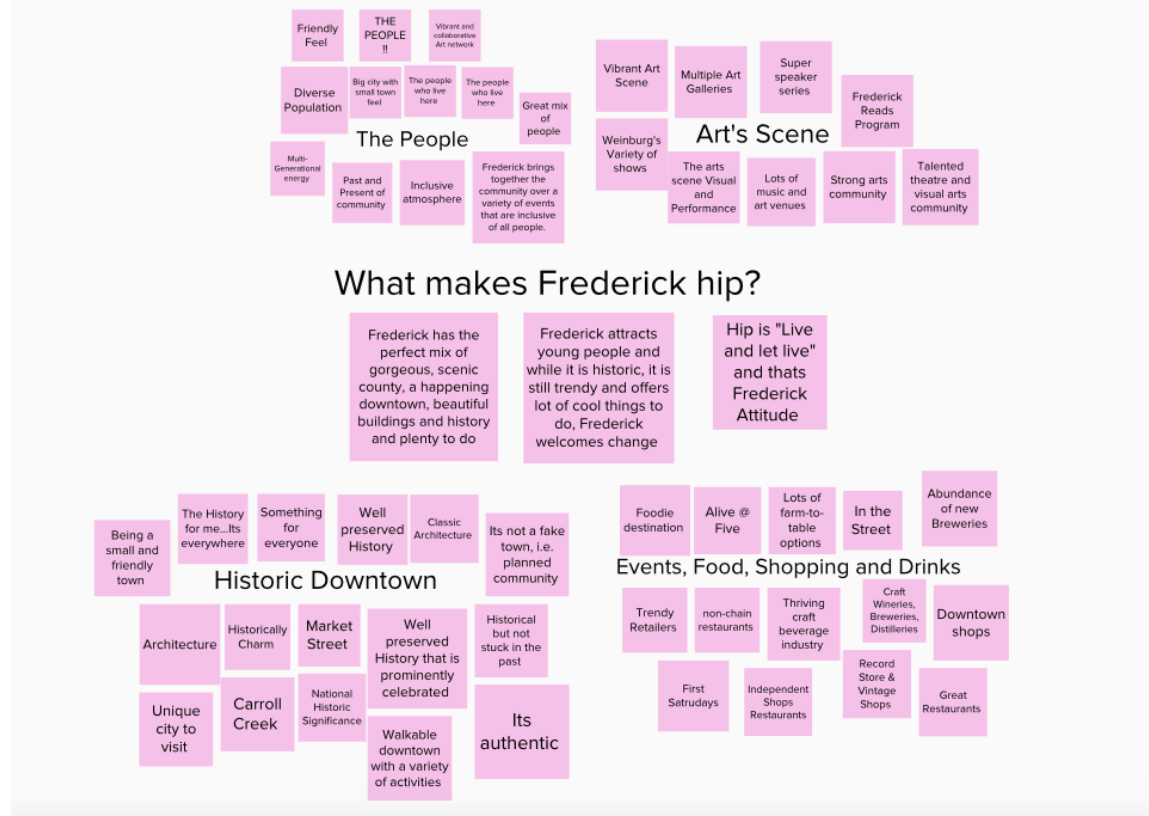 Friendly
Feel
THE
PEOPLE
!!
Vibrant and
collaborative
Art network
Diverse
Population
Big city with
small town
feel
The people
who live
here
The people
who live
here
Great mix
of
people
The People
Multi-
Generational
energy
Past and
Present of
community
Inclusive
atmosphere
Frederick brings
together the
community over a
variety of events
that are inclusive
of all people.
Vibrant Art
Scene
Multiple Art
Galleries
Super
speaker
series
Frederick
Reads
Program
Weinburg's
Variety of
shows
Art's Scene
The arts
scene Visual
and
Performance
Lots of
music and
art venues
Strong arts
community
Talented
theatre and
visual arts
community
What makes Frederick hip?
Frederick has the
perfect mix of
gorgeous, scenic
county, a happening
downtown, beautiful
buildings and history
and plenty to do
Frederick attracts
young people and
while it is historic, it is
still trendy and offers
lot of cool things to
do, Frederick
welcomes change
Hip is "Live
and let live"
and thats
Frederick
Attitude
Being a
small and
friendly
town
The History
for me...Its
everywhere
Something
for
everyone
Well
preserved
History
Classic
Architecture
Its not a fake
town, i.e.
planned
community
Historic Downtown
Architecture
Historically
Charm
Market
Street
Well
preserved
History that is
prominently
celebrated
Historical
but not
stuck in the
past
Unique
city to
visit
Carroll
Creek
National
Historic
Significance
Walkable
downtown
with a variety
of activities
Its
authentic
Foodie
destination
Alive @
Five
Lots of
farm-to-
table
options
In the
Street
Abundance
of new
Breweries
Events, Food, Shopping and Drinks
Trendy
Retailers
non-chain
restaurants
Thriving
craft
beverage
industry
Craft
Wineries,
Breweries,
Distilleries
Downtown
shops
First
Satrudays
Independent
Shops
Restaurants
Record
Store &
Vintage
Shops
Great
Restaurants